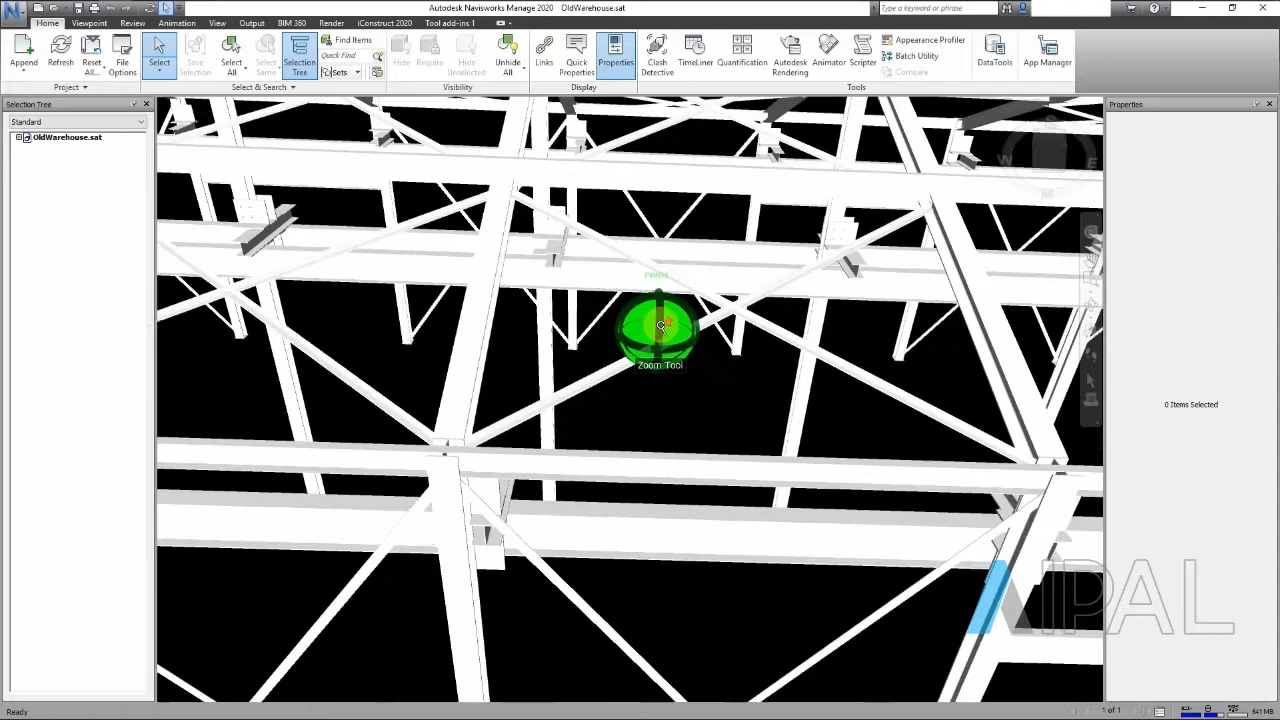 Autodesk Navisworks Manage 2020 OldWarehouse.sat
Type a keyword or phrase
Home Viewpoint Review Animation View Output BIM 360 Render iConstruct 2020 Tool add-ins 1
Append
Refresh
Reset All...
File Options
Select
Save Selection
Select All
Select Same
Selection Tree
Find Items
Quick Find
Sets
Hide
Require
Hide Unselected
Unhide All
Links
Quick Properties
Properties
Clash Detective
TimeLiner
Quantification
Autodesk Rendering
Animator
Scripter
Appearance Profiler
Batch Utility
Compare
DataTools
App Manager
Project
Select & Search
Visibility
Display
Tools
Selection Tree
Properties
Standard
OldWarehouse.sat
W
E
PIVOT
Zoom Tool
0 Items Selected
IPAL
Ready
1 of 1
641 MB